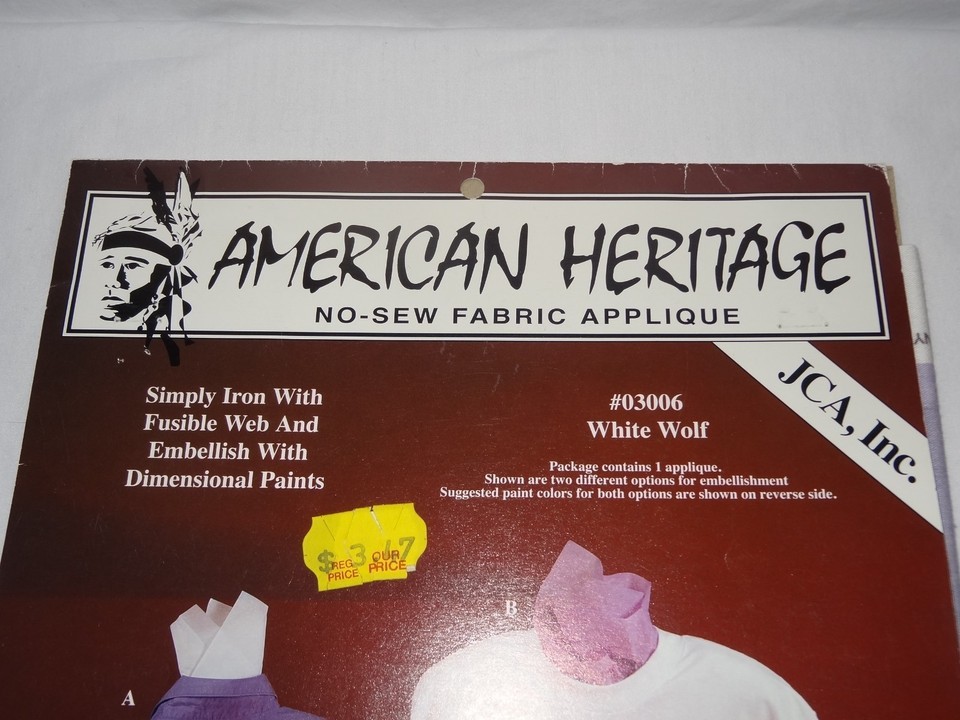 AMERICAN HERITAGE
NO-SEW FABRIC APPLIQUE
JCA, Inc.
Simply Iron With
Fusible Web And
Embellish With
Dimensional Paints
#03006
White Wolf
Package contains 1 applique.
Shown are two different options for embellishment
Suggested paint colors for both options are shown on reverse side.
$ 3.47
REG OUR
PRICE PRICE
B
A